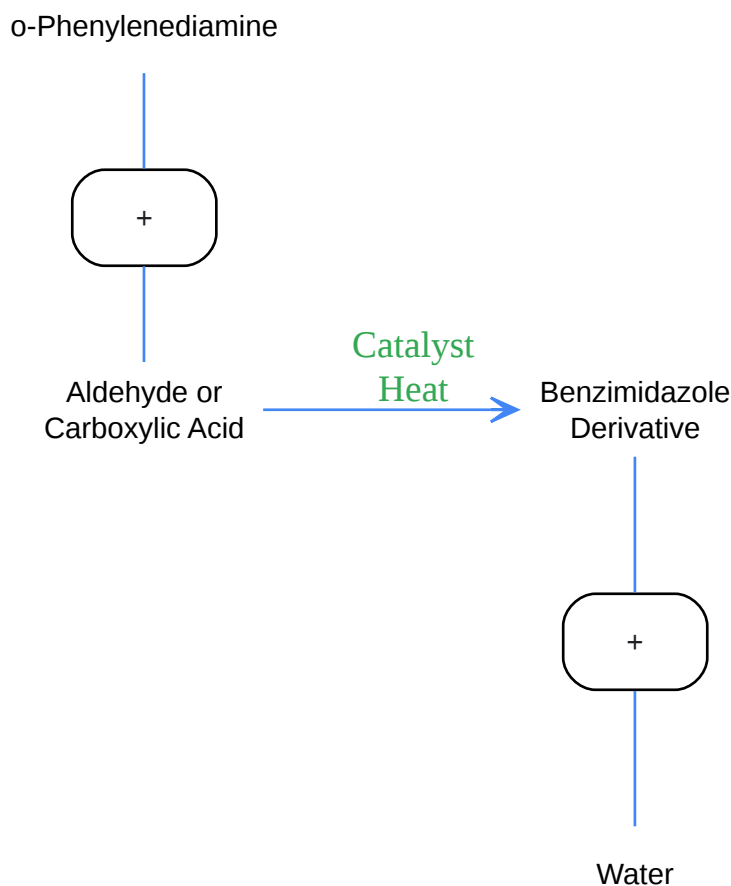 o-Phenylenediamine
+
Catalyst
Heat
Aldehyde or
Carboxylic Acid
Benzimidazole
Derivative
+
Water